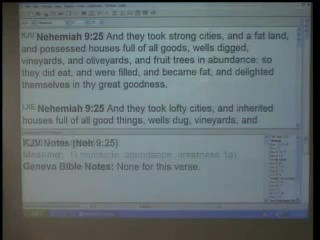 KJV Nehemiah 9:25 And they took strong cities, and a fat land,
and possessed houses full of all goods, wells digged,
vineyards, and oliveyards, and fruit trees in abundance: so
they did eat, and were filled, and became fat, and delighted
themselves in thy great goodness.
LXE Nehemiah 9:25 And they took lofty cities, and inherited
houses full of all good things, wells dug, vineyards, and
KJV Notes (Neh 9:25)
Geneva Bible Notes: None for this verse.